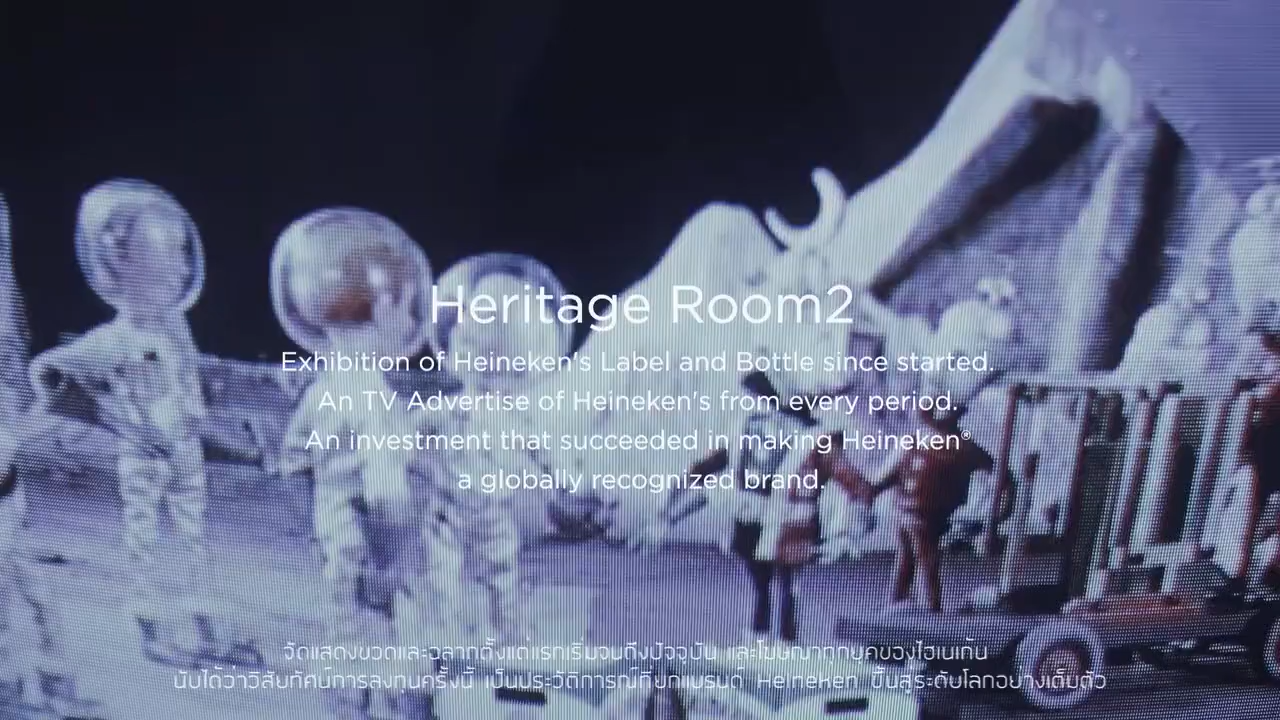 Heritage Room2
Exhibition of Heineken's Label and Bottle since started.
An TV Advertise of Heineken's from every period.
An investment that succeeded in making Heineken®
a globally recognized brand.
จัดแสดงขวดและฉลากตั้งแต่แรกเริ่มจนถึงปัจจุบัน และโฆษณาทุกยุคของไฮเนเก้น
นับได้ว่าวิสัยทัศน์การลงทุนครั้งนี้ เป็นประวัติการณ์ที่ยกแบรนด์ Heineken ขึ้นสู่ระดับโลกอย่างเต็มตัว